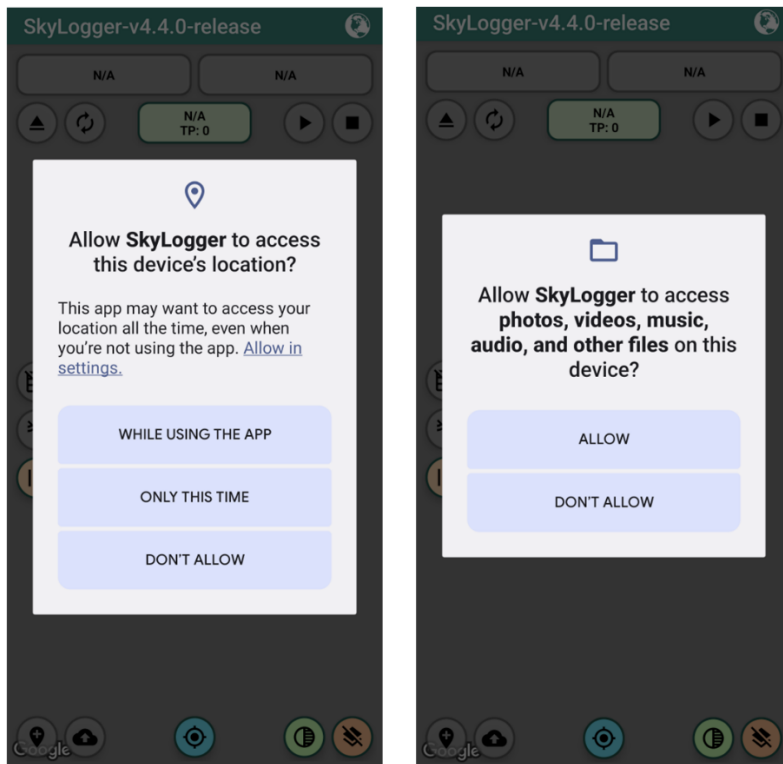 SkyLogger-v4.4.0-release
N/A
N/A
N/A
TP: 0
Allow SkyLogger to access
this device's location?
This app may want to access your
location all the time, even when
you're not using the app. Allow in
settings.
WHILE USING THE APP
ONLY THIS TIME
DON'T ALLOW
Google
SkyLogger-v4.4.0-release
N/A
N/A
N/A
TP: 0
Allow SkyLogger to access
photos, videos, music,
audio, and other files on this
device?
ALLOW
DON'T ALLOW
Google